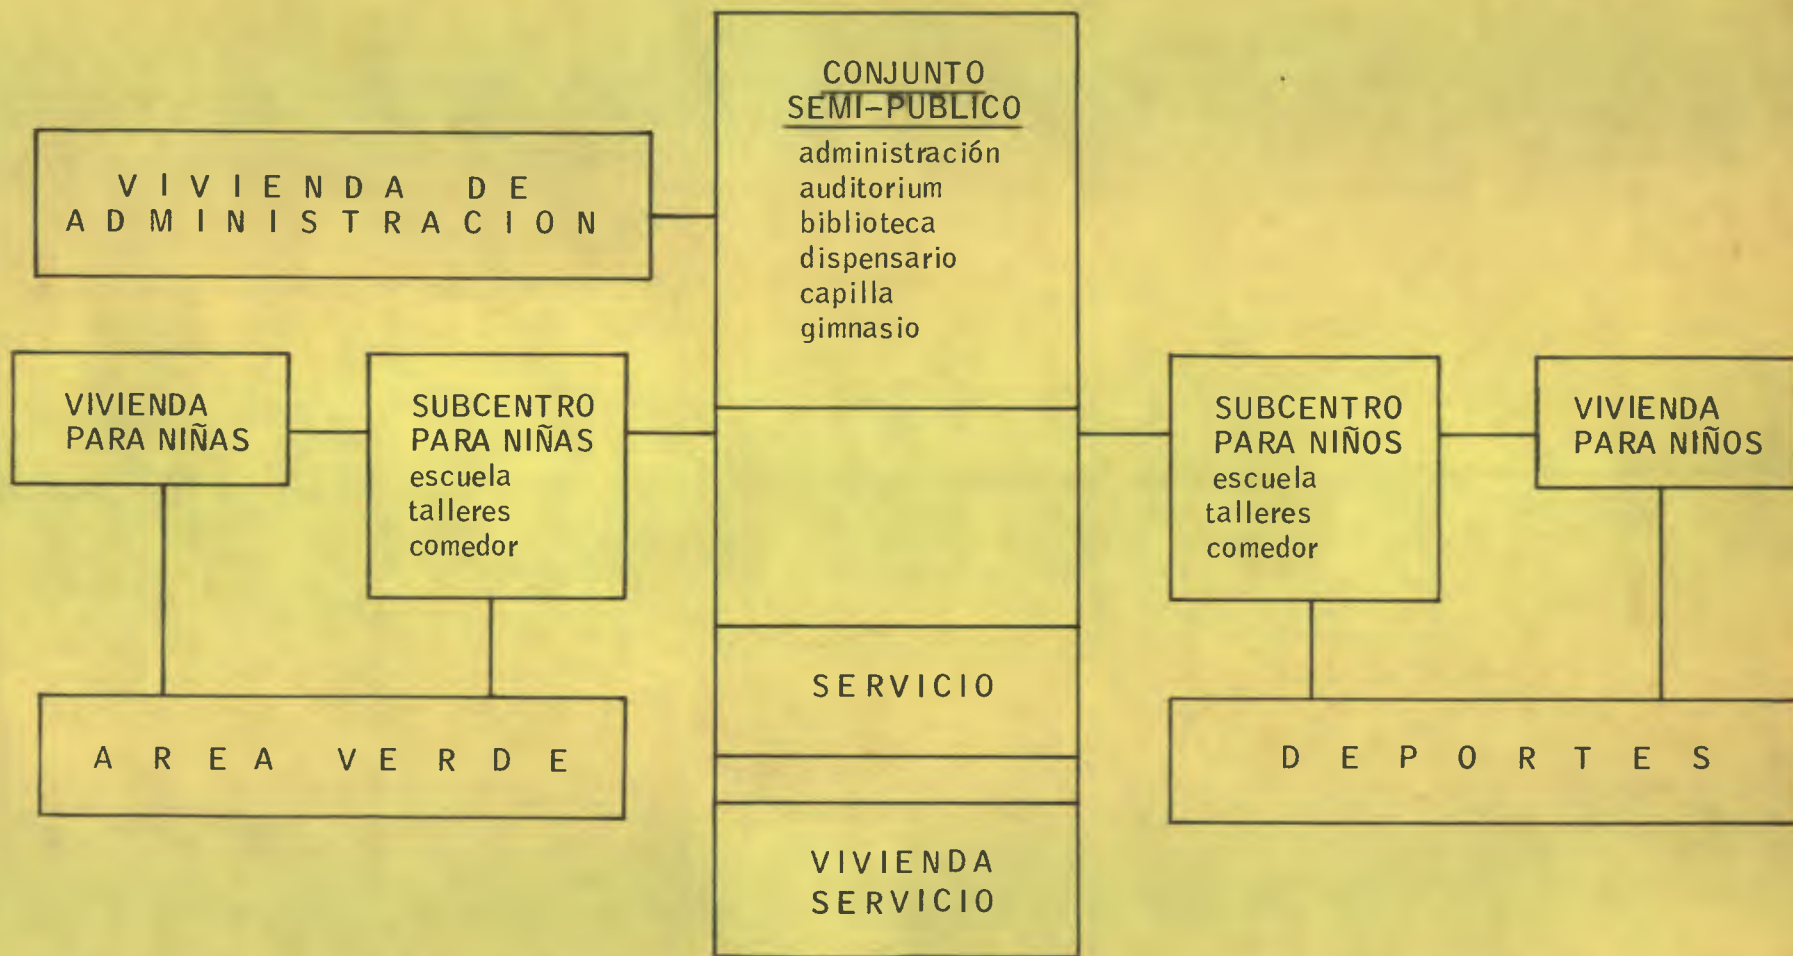 CONJUNTO
SEMI-PUBLICO
administración
auditorium
biblioteca
dispensario
capilla
gimnasio
VIVIENDA DE
ADMINISTRACION
VIVIENDA
PARA NIÑAS
SUBCENTRO
PARA NIÑAS
escuela
talleres
comedor
SUBCENTRO
PARA NIÑOS
escuela
talleres
comedor
VIVIENDA
PARA NIÑOS
AREA VERDE
SERVICIO
DEPORTES
VIVIENDA
SERVICIO